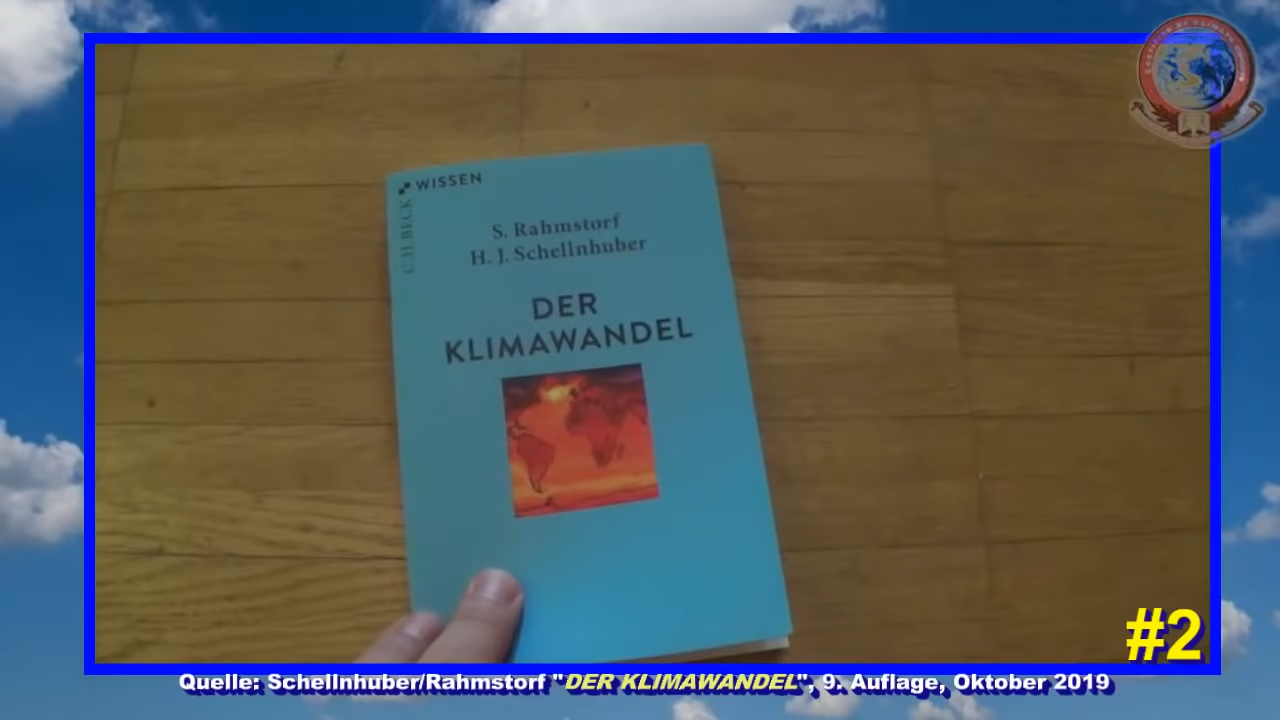 WISSEN
C.H.BECK
S. Rahmstorf
H. J. Schellnhuber
DER
KLIMAWANDEL
#2
Quelle: Schellnhuber/Rahmstorf "DER KLIMAWANDEL", 9. Auflage, Oktober 2019